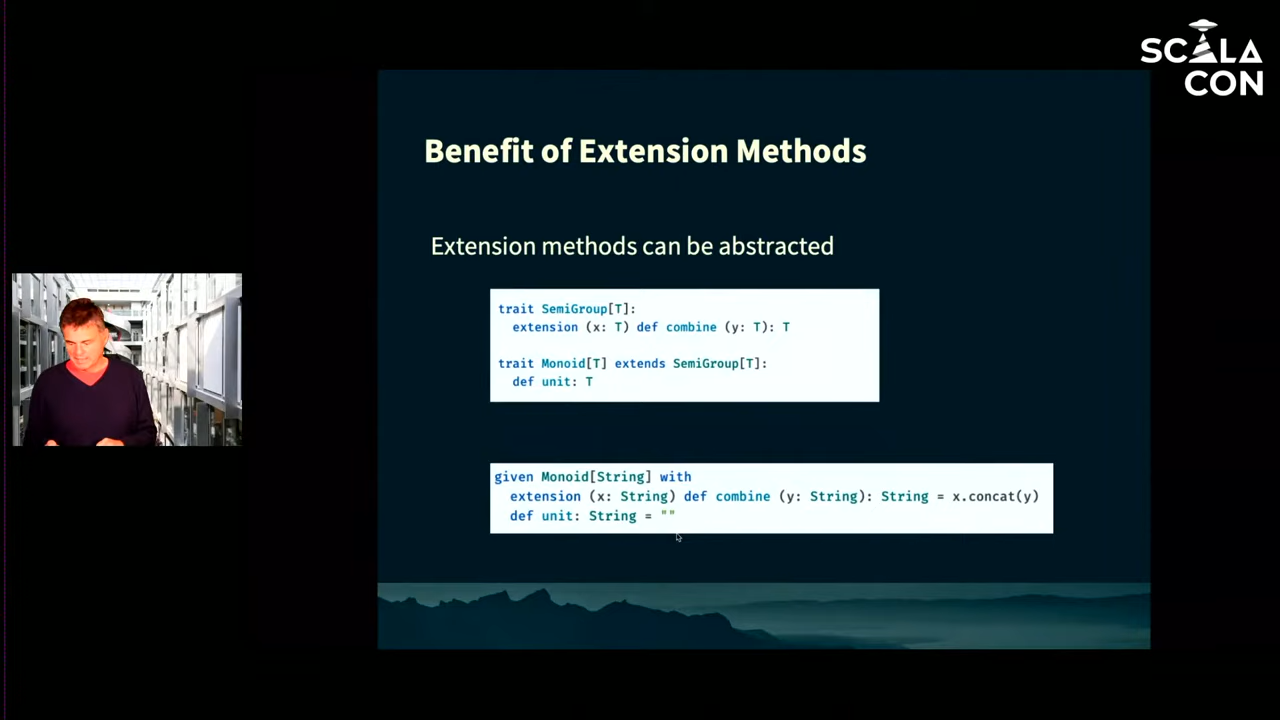 SCALA
CON
Benefit of Extension Methods
Extension methods can be abstracted
trait SemiGroup[T]:
  extension (x: T) def combine (y: T): T
trait Monoid[T] extends SemiGroup[T]:
  def unit: T
given Monoid[String] with
  extension (x: String) def combine (y: String): String = x.concat(y)
  def unit: String = ""